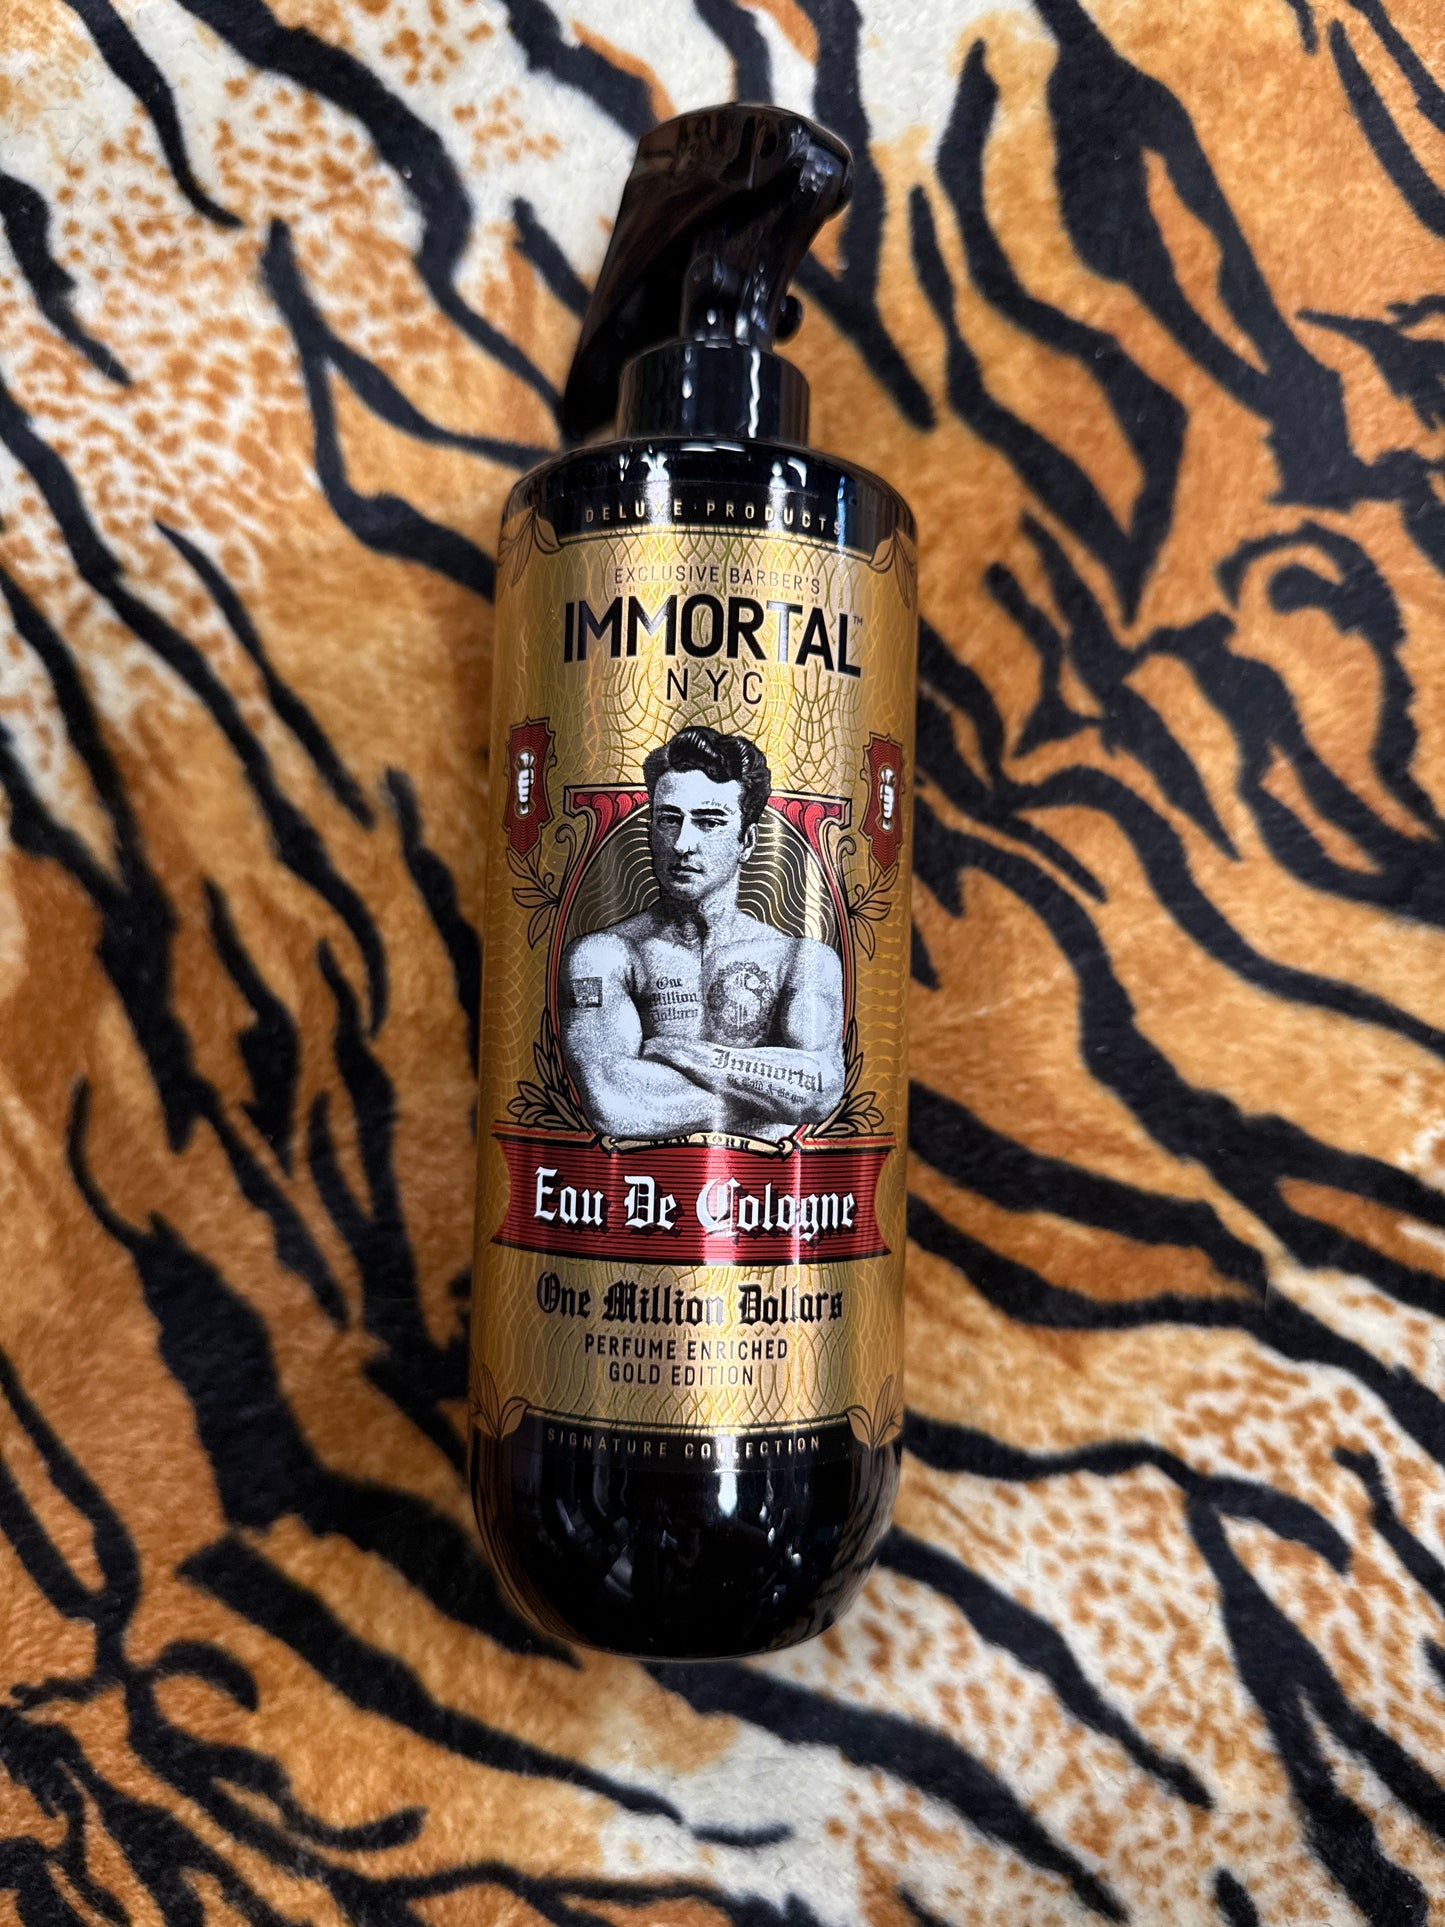 DELUXE PRODUCTS
EXCLUSIVE BARBER'S
IMMORTAL™
NYC
One
Million
Dollars
Immortal
NEW YORK
Eau De Cologne
One Million Dollars
PERFUME ENRICHED
GOLD EDITION
SIGNATURE COLLECTION